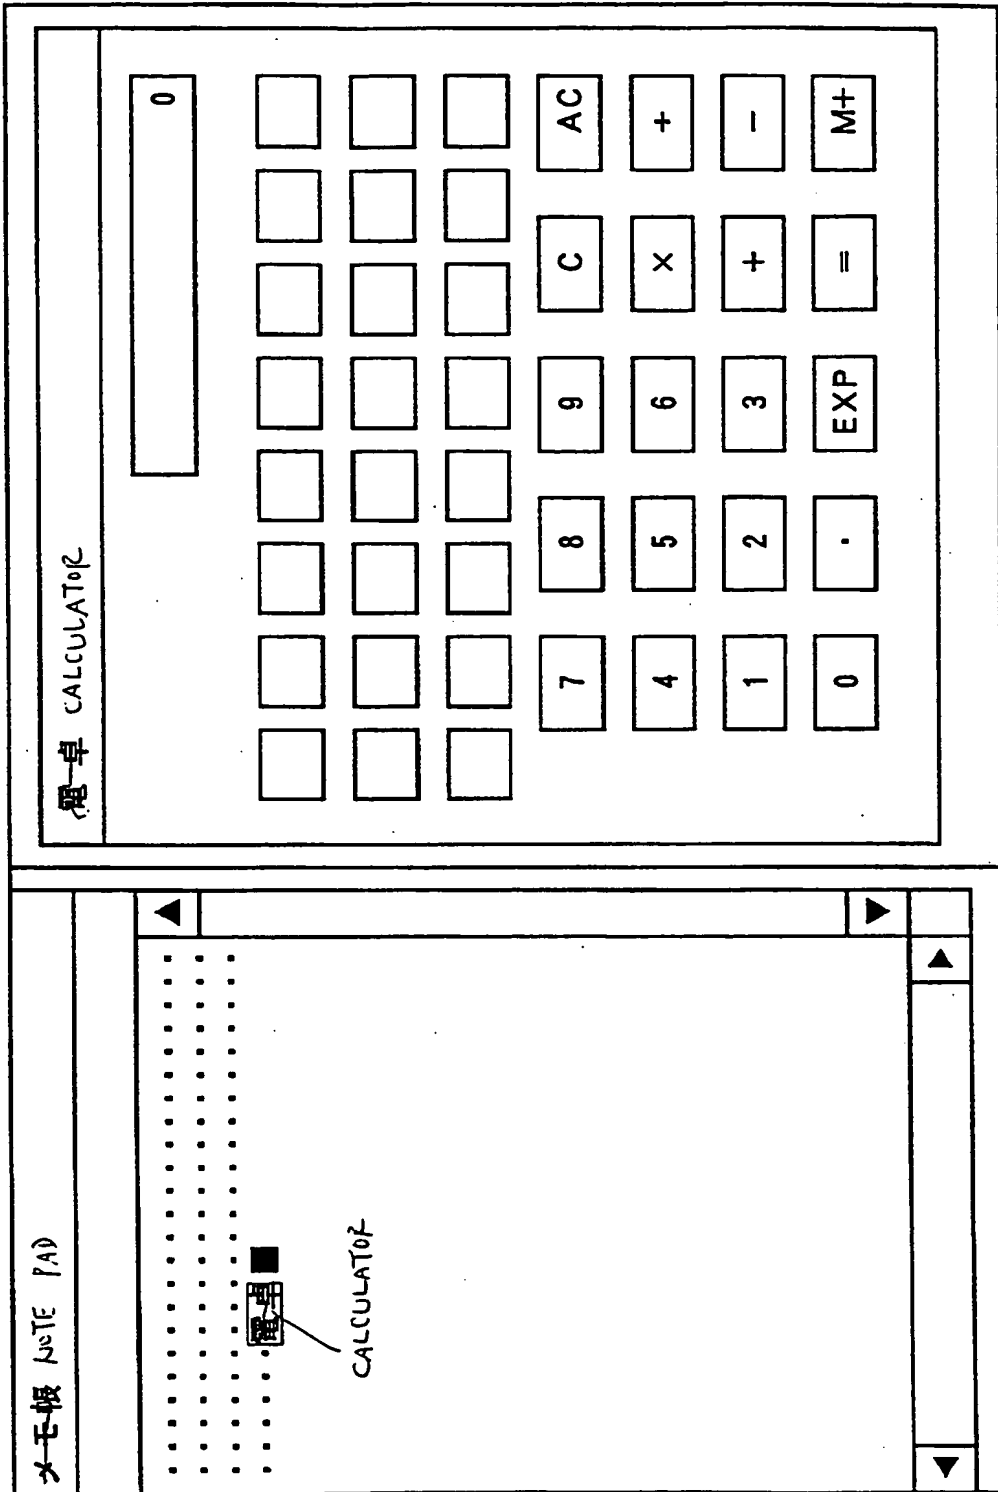 メモ帳 NOTE PAD
電卓
CALCULATOR
電卓 CALCULATOR
0
AC
C
7 8 9
4 5 6 × +
1 2 3 + −
0 . EXP = M+